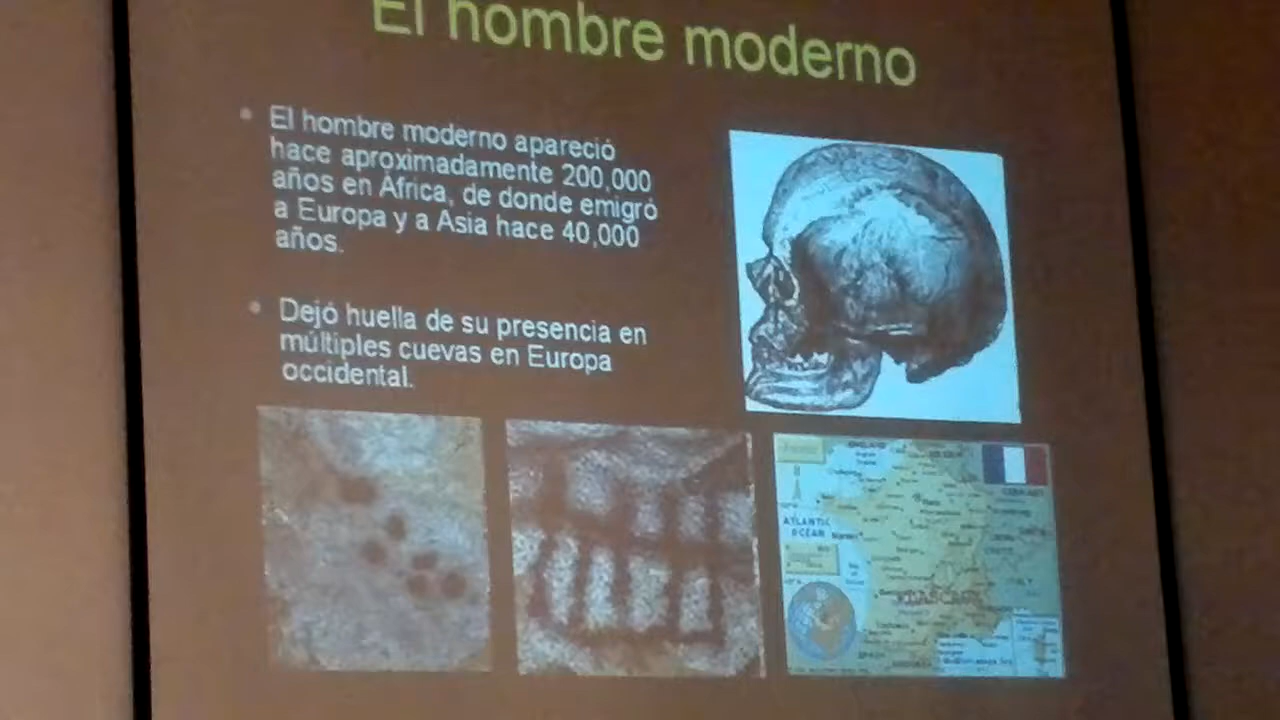 El hombre moderno
• El hombre moderno apareció
hace aproximadamente 200,000
años en África, de donde emigró
a Europa y a Asia hace 40,000
años.
• Dejó huella de su presencia en
múltiples cuevas en Europa
occidental.
ATLANTIC
OCEAN